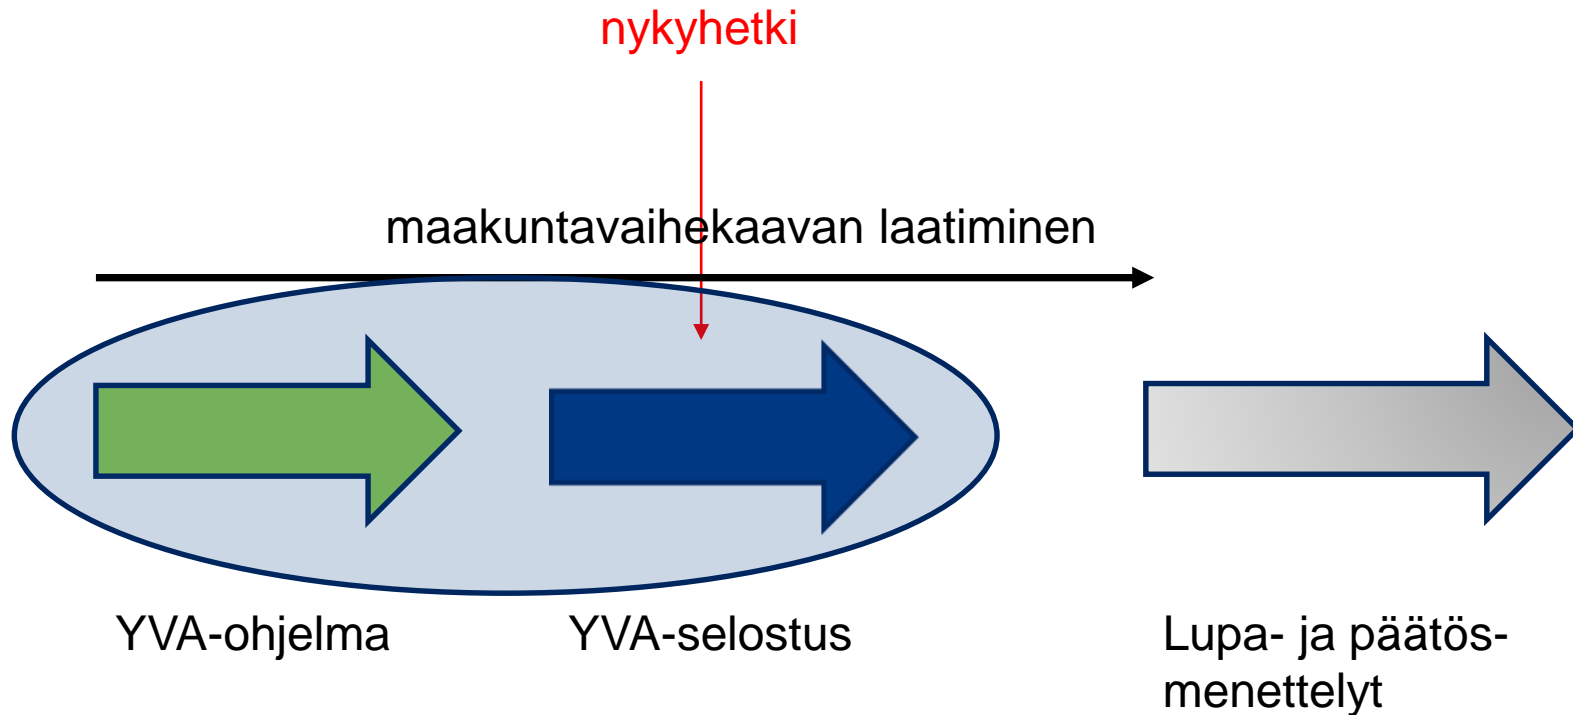 nykyhetki
maakuntavaihekaavan laatiminen
YVA-ohjelma
YVA-selostus
Lupa- ja päätös-
menettelyt